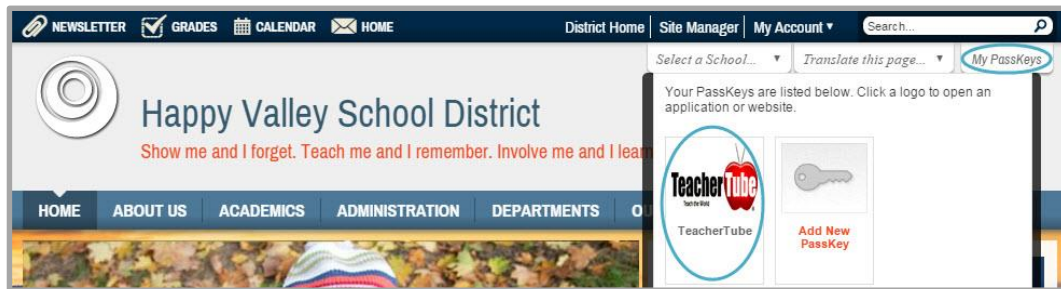 NEWSLETTER GRADES CALENDAR HOME District Home Site Manager My Account Search...
Select a School... Translate this page... My PassKeys
Your PassKeys are listed below. Click a logo to open an
application or website.
Happy Valley School District
Show me and I forget. Teach me and I remember. Involve me and I
TeacherTube
Teach the World
TeacherTube
Add New
PassKey
HOME ABOUT US ACADEMICS ADMINISTRATION DEPARTMENTS